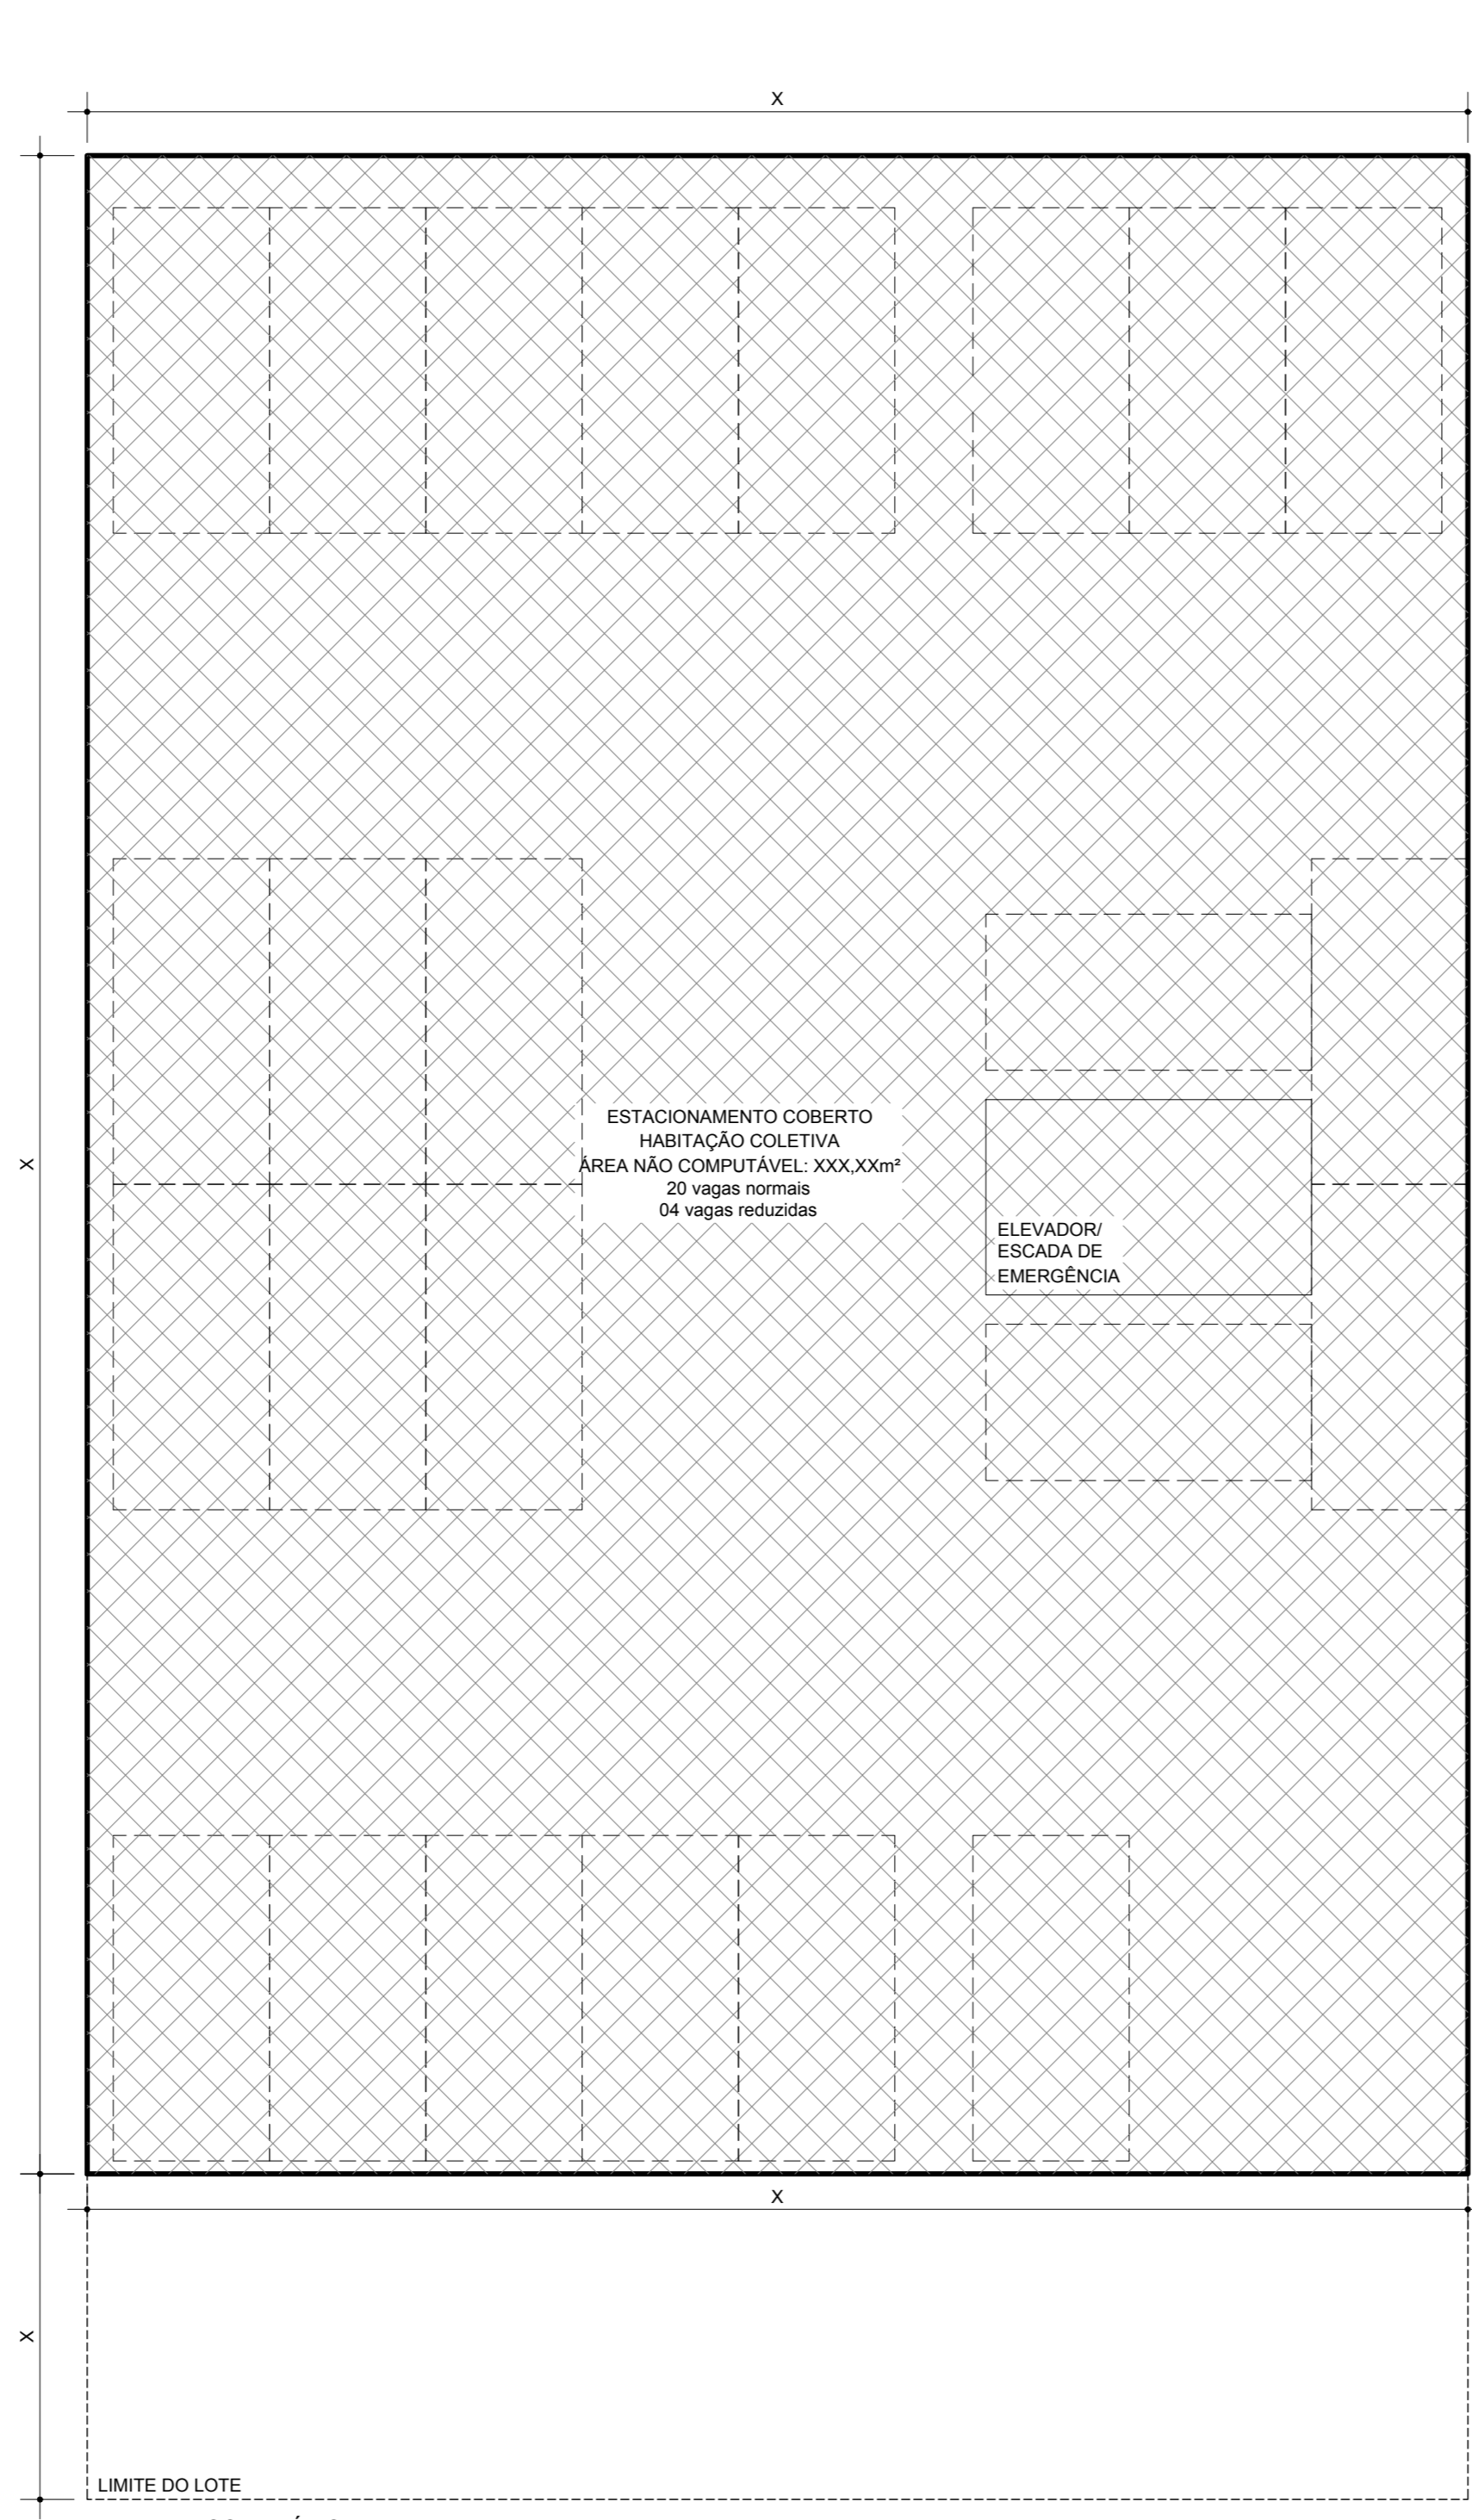 X
X
ESTACIONAMENTO COBERTO
HABITAÇÃO COLETIVA
ÁREA NÃO COMPUTÁVEL: XXX,XXm²
20 vagas normais
04 vagas reduzidas
ELEVADOR/
ESCADA DE
EMERGÊNCIA
X
X
LIMITE DO LOTE